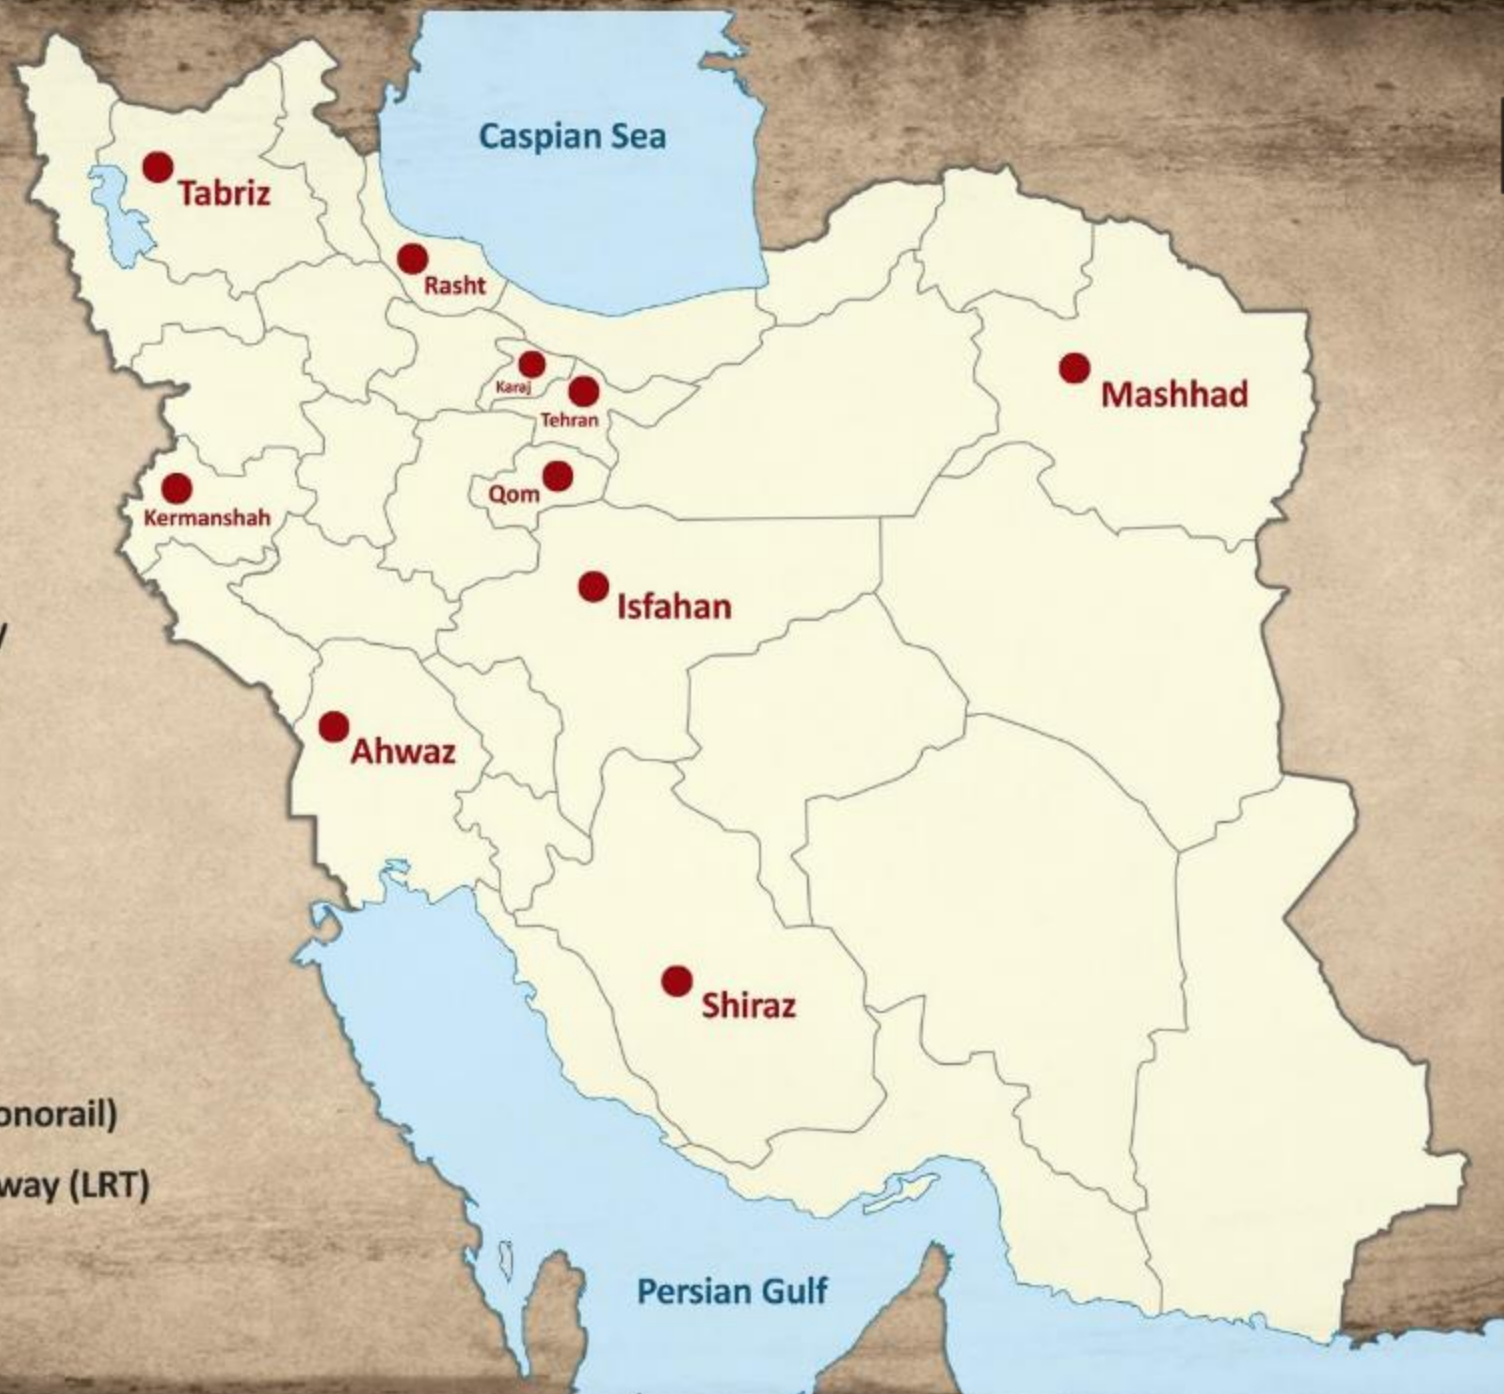 Caspian Sea
Tabriz
Rasht
Karaj
Tehran
Mashhad
Qom
Kermanshah
Isfahan
Ahwaz
Shiraz
onorail)
way (LRT)
Persian Gulf